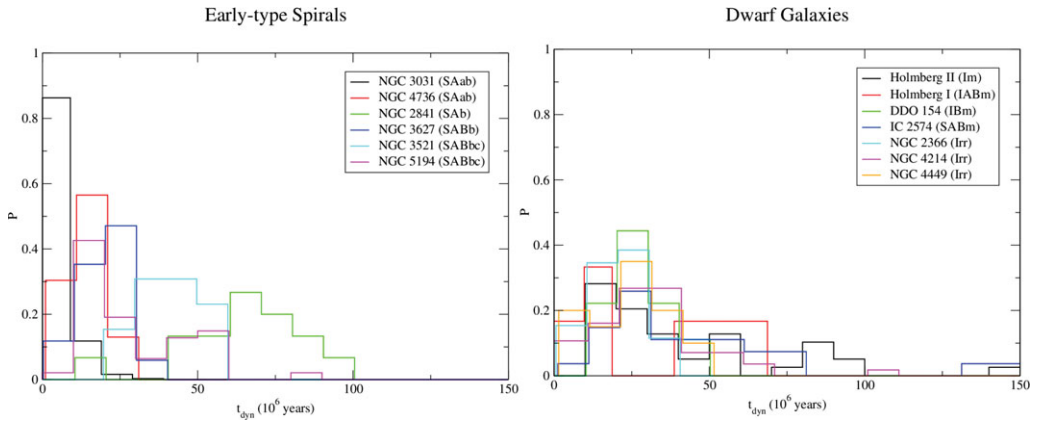 Early-type Spirals
1
0.8
0.6
0.4
0.2
0
P
0
50
100
150
t_dyn (10^6 years)
NGC 3031 (SAab)
NGC 4736 (SAab)
NGC 2841 (SAb)
NGC 3627 (SABb)
NGC 3521 (SABbc)
NGC 5194 (SABbc)
Dwarf Galaxies
1
0.8
0.6
0.4
0.2
0
P
0
50
100
150
t_dyn (10^6 years)
Holmberg II (Im)
Holmberg I (IABm)
DDO 154 (IBm)
IC 2574 (SABm)
NGC 2366 (Irr)
NGC 4214 (Irr)
NGC 4449 (Irr)